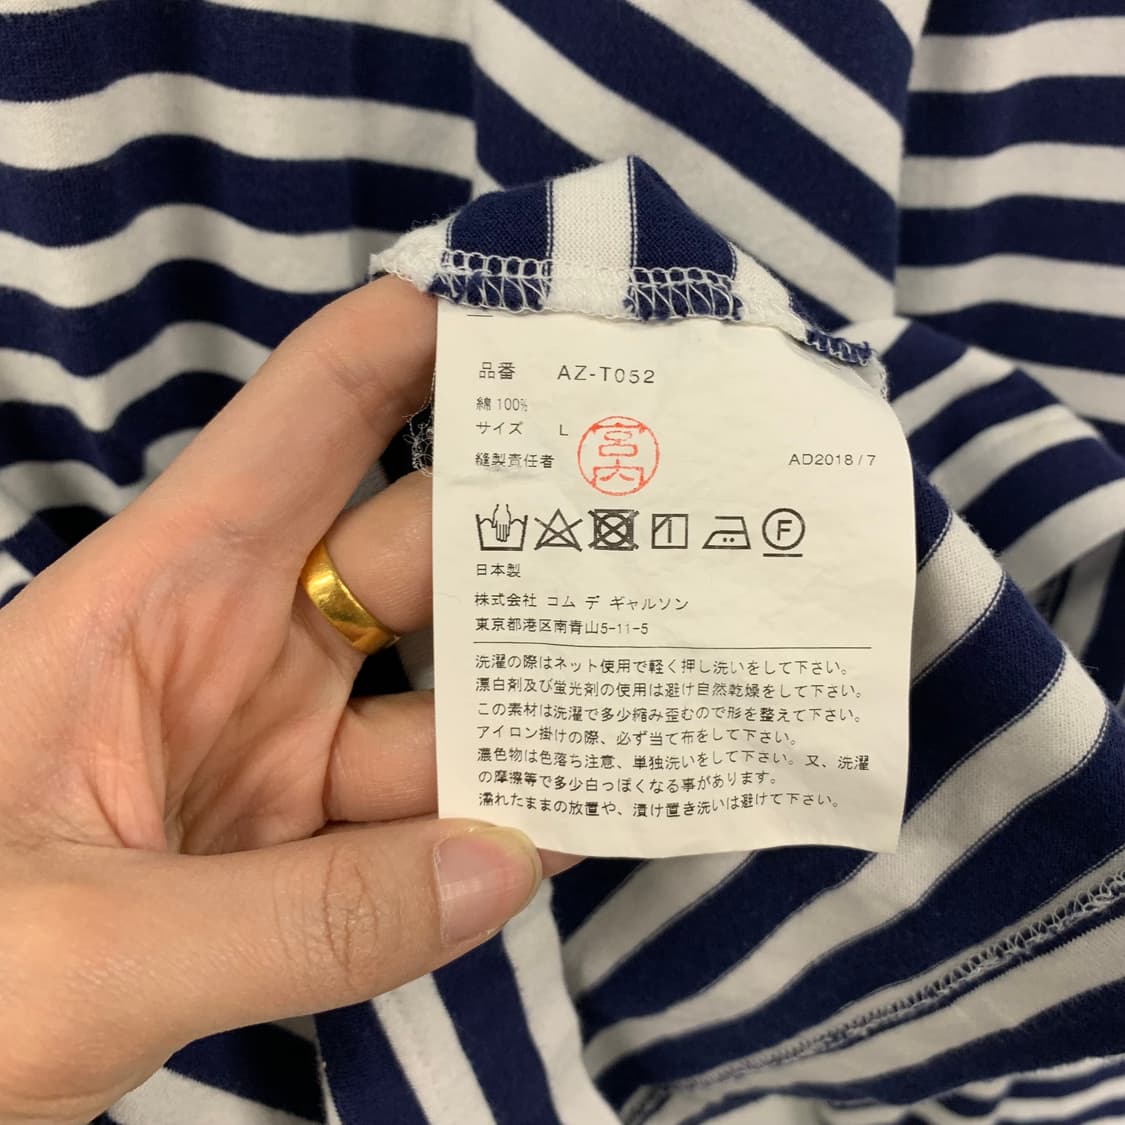 品番 AZ-T052
綿100%
サイズ L
縫製責任者 宮内 AD2018/7
F
日本製
株式会社 コム デ ギャルソン
東京都港区南青山5-11-5
洗濯の際はネット使用で軽く押し洗いをして下さい。
漂白剤及び蛍光剤の使用は避け自然乾燥をして下さい。
この素材は洗濯で多少縮み歪むので形を整えて下さい。
アイロン掛けの際、必ず当て布をして下さい。
濃色物は色落ち注意、単独洗いをして下さい。又、洗濯
の摩擦等で多少白っぽくなる事があります。
濡れたままの放置や、漬け置き洗いは避けて下さい。